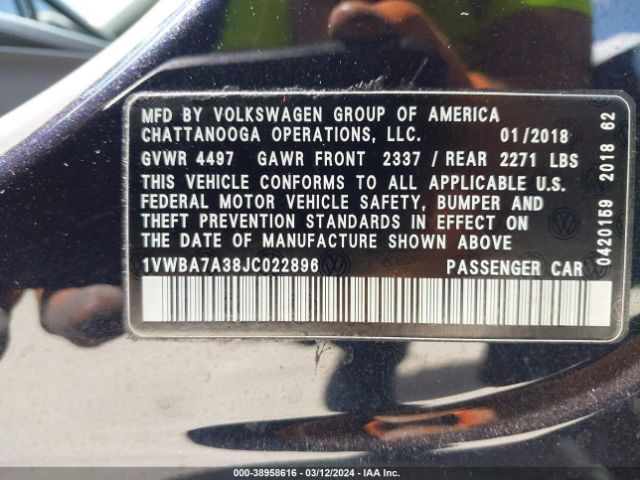 MFD BY VOLKSWAGEN GROUP OF AMERICA
CHATTANOOGA OPERATIONS, LLC. 01/2018
GVWR 4497 GAWR FRONT 2337 / REAR 2271 LBS
THIS VEHICLE CONFORMS TO ALL APPLICABLE U.S.
FEDERAL MOTOR VEHICLE SAFETY, BUMPER AND
THEFT PREVENTION STANDARDS IN EFFECT ON
THE DATE OF MANUFACTURE SHOWN ABOVE
1VWBA7A38JC022896 PASSENGER CAR
0420159 2018 62
000-38958616 - 03/12/2024 - IAA Inc.